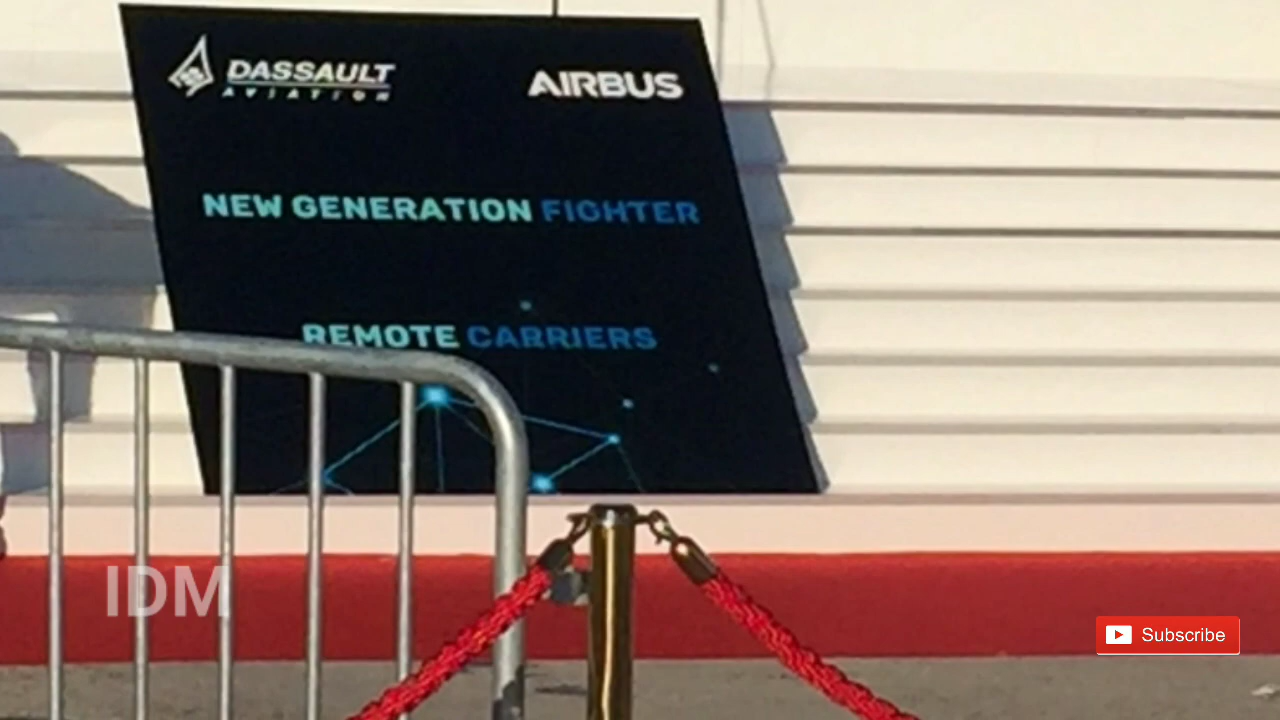 DASSAULT
AVIATION
AIRBUS
NEW GENERATION FIGHTER
REMOTE CARRIERS
IDM
Subscribe